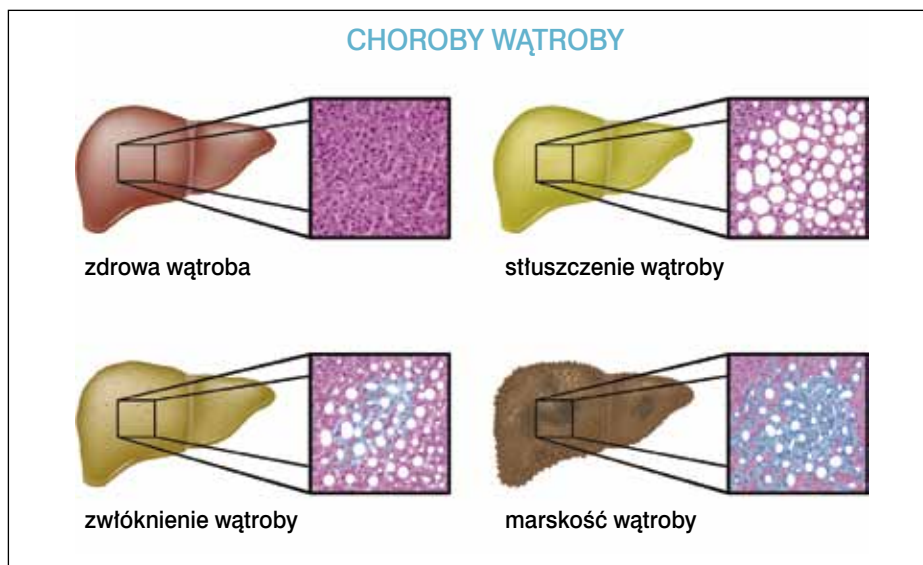 CHOROBY WĄTROBY
zdrowa wątroba
stłuszczenie wątroby
zwłóknienie wątroby
marskość wątroby